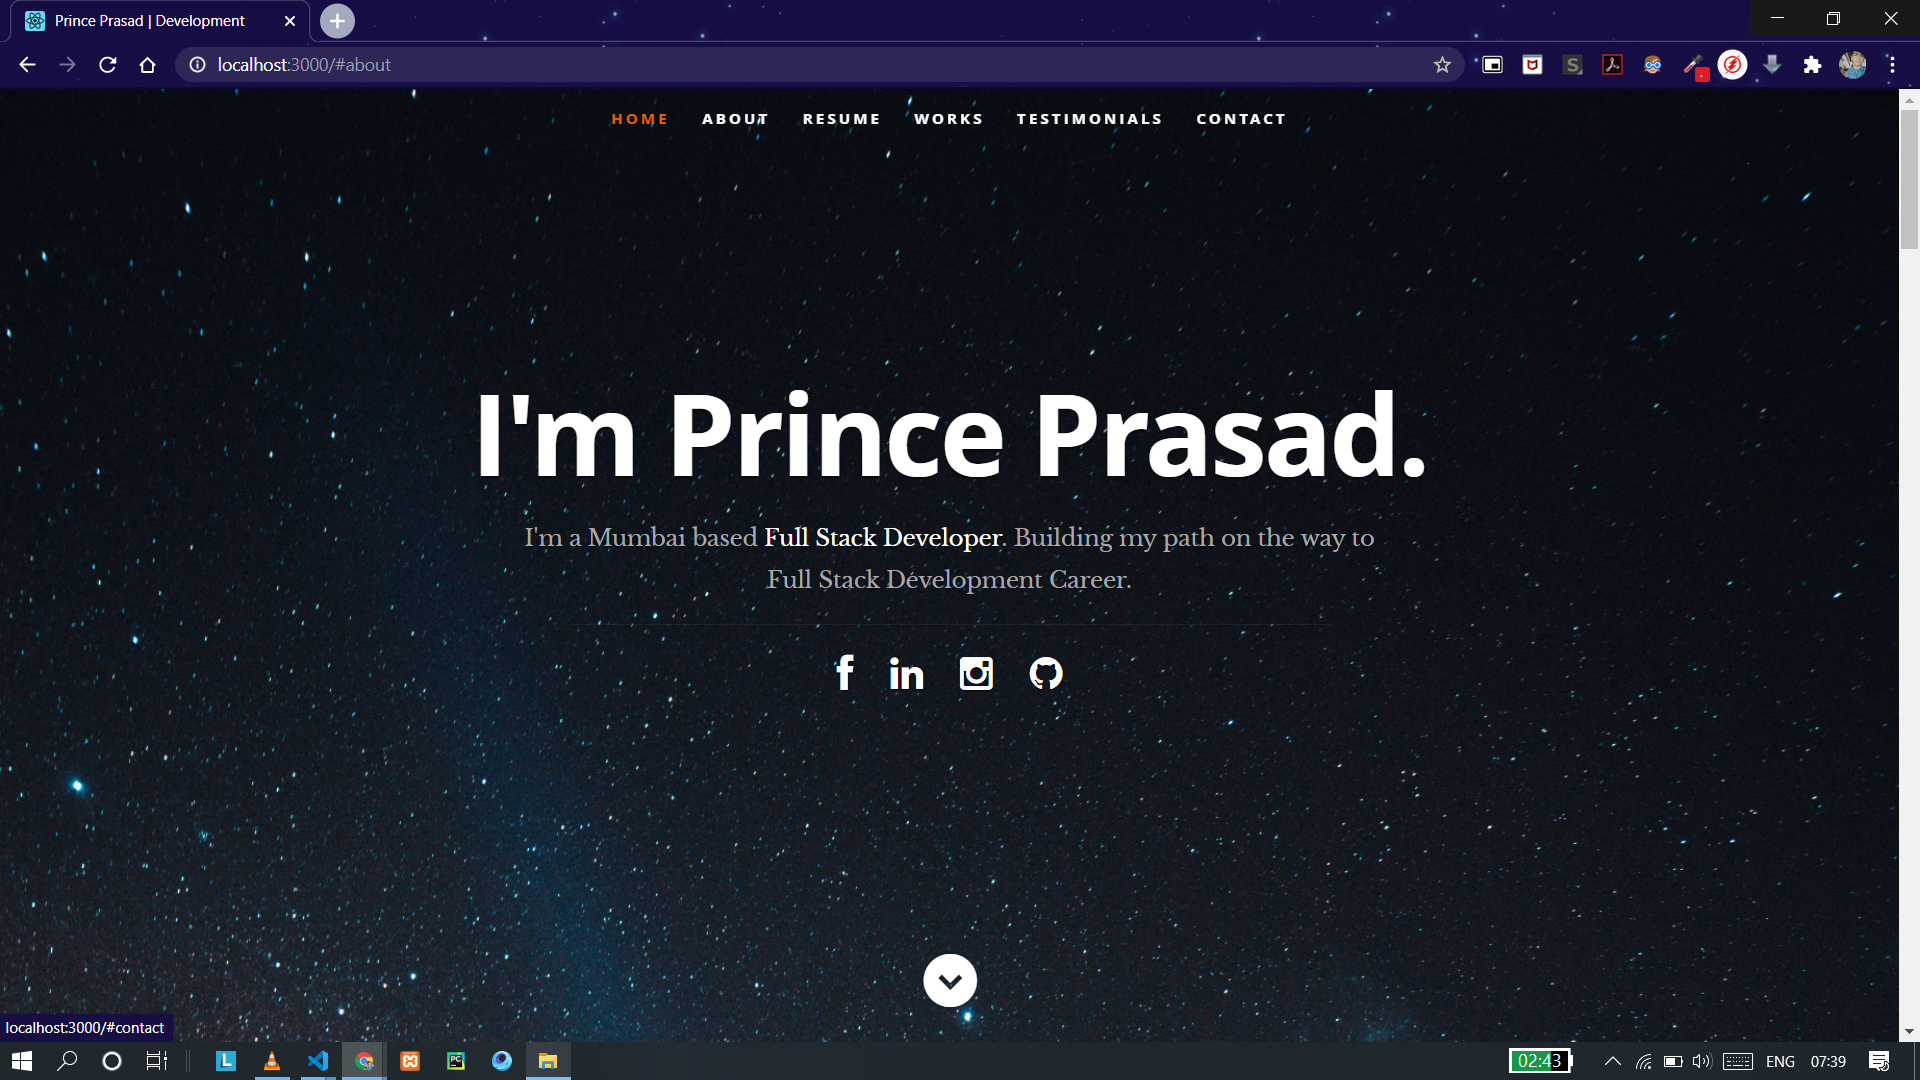 Prince Prasad | Development
localhost:3000/#about
HOME ABOUT RESUME WORKS TESTIMONIALS CONTACT
I'm Prince Prasad.
I'm a Mumbai based Full Stack Developer. Building my path on the way to
Full Stack Development Career.
localhost:3000/#contact
02:43 ENG 07:39